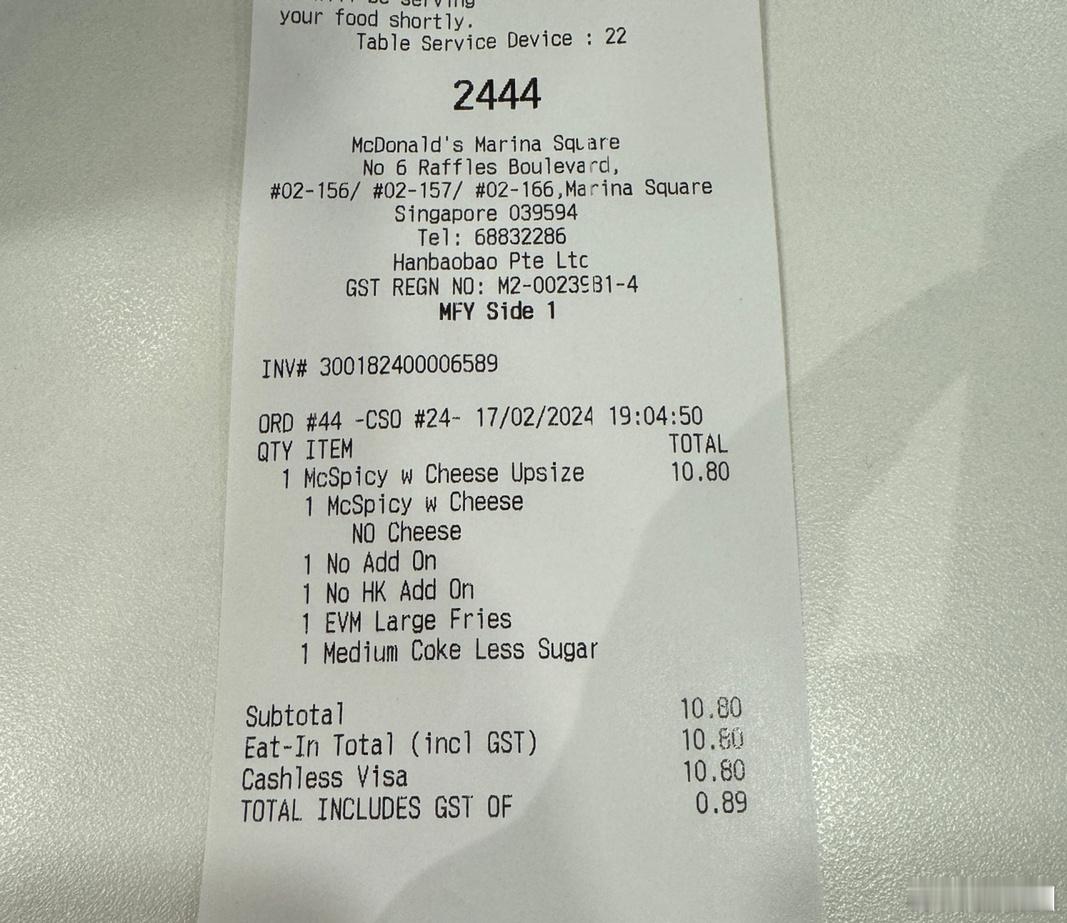 your food shortly.
Table Service Device : 22
2444
McDonald's Marina Square
No 6 Raffles Boulevard,
#02-156/ #02-157/ #02-166,Marina Square
Singapore 039594
Tel: 68832286
Hanbaobao Pte Ltc
GST REGN NO:
MFY Side 1
INV# 300182400006589
ORD #44 -CSO #24- 17/02/2024 19:04:50
QTY ITEM TOTAL
1 McSpicy w Cheese Upsize 10.80
1 McSpicy w Cheese
NO Cheese
1 No Add On
1 No HK Add On
1 EVM Large Fries
1 Medium Coke Less Sugar
Subtotal 10.80
Eat-In Total (incl GST) 10.80
Cashless Visa 10.80
TOTAL INCLUDES GST OF 0.89